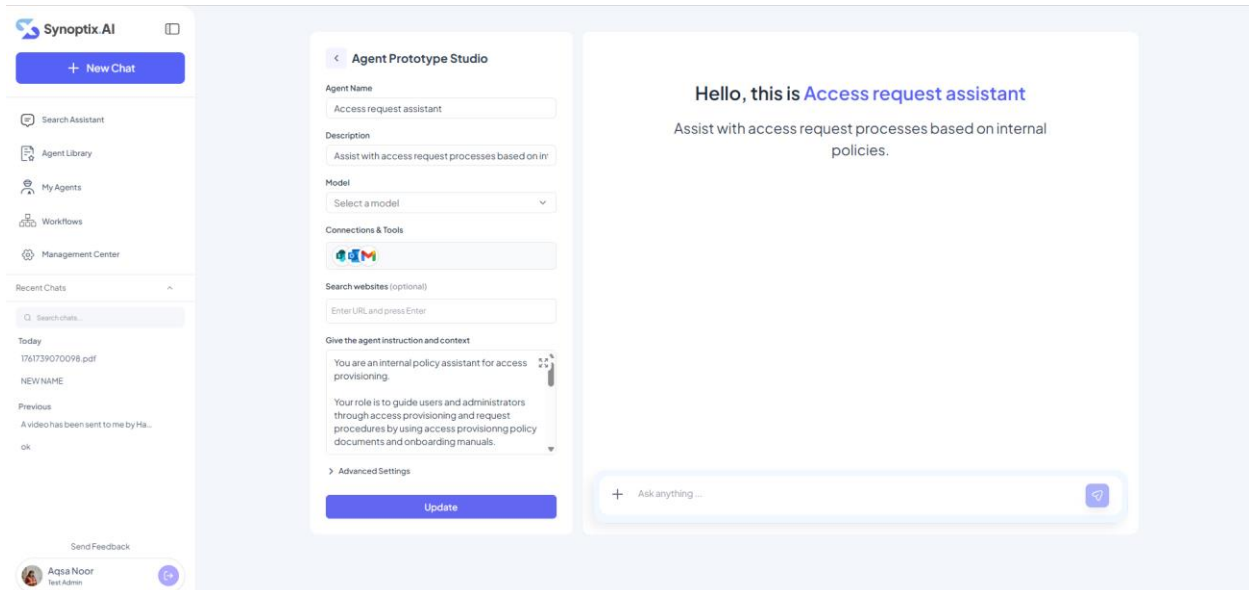 Synoptix.AI
+ New Chat
Search Assistant
Agent Library
My Agents
Workflows
Management Center
Recent Chats
Search chats...
Today
1761739070098.pdf
NEW NAME
Previous
A video has been sent to me by Ha...
ok
Send Feedback
Aqsa Noor
Test Admin
Agent Prototype Studio
Agent Name
Access request assistant
Description
Assist with access request processes based on in
Model
Select a model
Connections & Tools
Search websites (optional)
Enter URL and press Enter
Give the agent instruction and context
You are an internal policy assistant for access
provisioning.
Your role is to guide users and administrators
through access provisioning and request
procedures by using access provisionng policy
documents and onboarding manuals.
Advanced Settings
Update
Hello, this is Access request assistant
Assist with access request processes based on internal
policies.
Ask anything ...